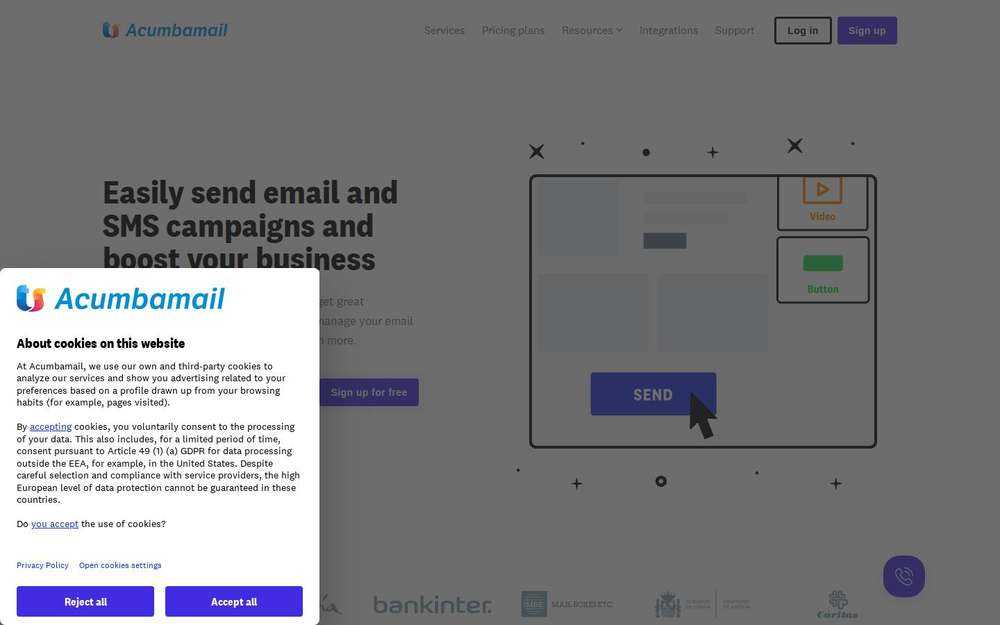 Acumbamail
Services
Pricing plans
Resources
Integrations
Support
Log in
Sign up
Easily send email and
SMS campaigns and
boost your business
get great
manage your email
more.
Sign up for free
Video
Button
SEND
Acumbamail
About cookies on this website
At Acumbamail, we use our own and third-party cookies to
analyze our services and show you advertising related to your
preferences based on a profile drawn up from your browsing
habits (for example, pages visited).
By accepting cookies, you voluntarily consent to the processing
of your data. This also includes, for a limited period of time,
consent pursuant to Article 49 (1) (a) GDPR for data processing
outside the EEA, for example, in the United States. Despite
careful selection and compliance with service providers, the high
European level of data protection cannot be guaranteed in these
countries.
Do you accept the use of cookies?
Privacy Policy
Open cookies settings
Reject all
Accept all
bankinter.
MBE
MAIL BOXES ETC.
Cáritas